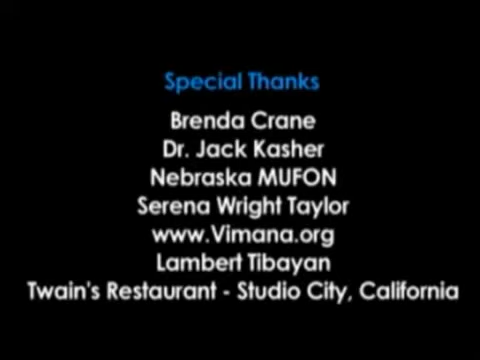 Special Thanks
Brenda Crane
Dr. Jack Kasher
Nebraska MUFON
Serena Wright Taylor
www.Vimana.org
Lambert Tibayan
Twain's Restaurant - Studio City, California